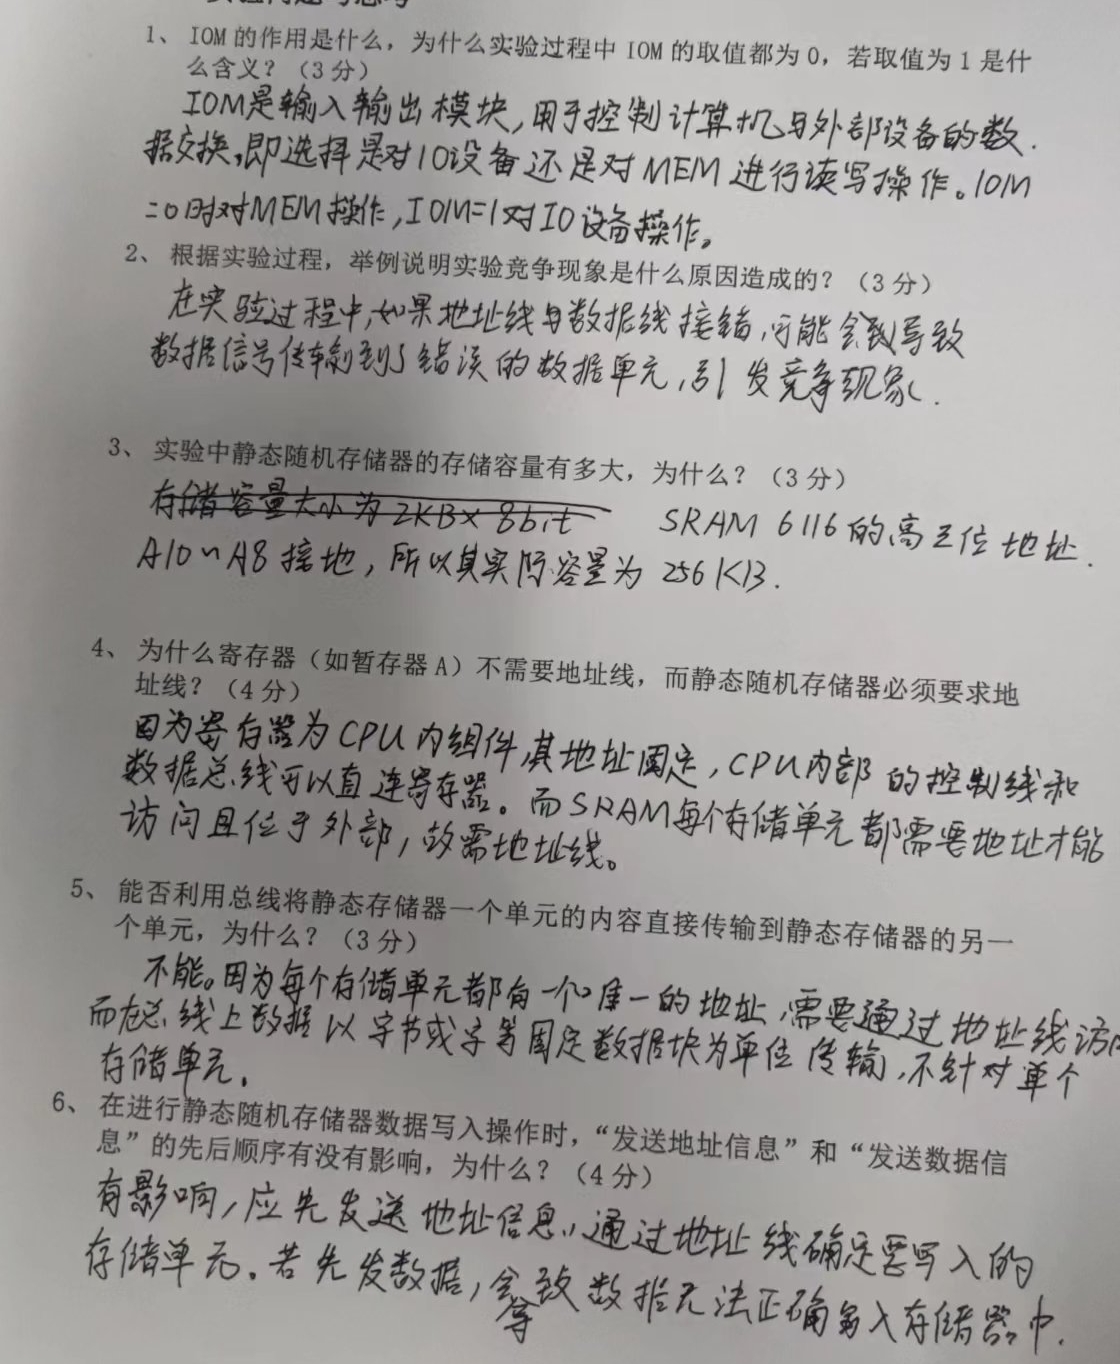 1、IOM的作用是什么，为什么实验过程中IOM的取值都为0，若取值为1是什
么含义？（3分）
IOM是输入输出模块,用于控制计算机与外部设备的数.
据交换,即选择是对IO设备还是对MEM进行读写操作。IOM
=0时对MEM操作,IOM=1对IO设备操作。
2、根据实验过程，举例说明实验竞争现象是什么原因造成的？（3分）
在实验过程中,如果地址线与数据线接错,可能会导致
数据信号传输到了错误的数据单元,引发竞争现象.
3、实验中静态随机存储器的存储容量有多大，为什么？（3分）
存储容量大小为2KB×8bit SRAM 6116的高三位地址.
A10~A8接地,所以其实际容量为256KB.
4、为什么寄存器（如暂存器A）不需要地址线，而静态随机存储器必须要求地
址线？（4分）
因为寄存器为CPU内组件,其地址固定,CPU内部的控制线和
数据总线可以直连寄存器。而SRAM每个存储单元都需要地址才能
访问且位于外部,故需地址线。
5、能否利用总线将静态存储器一个单元的内容直接传输到静态存储器的另一
个单元，为什么？（3分）
不能。因为每个存储单元都有一个唯一的地址,需要通过地址线访问
而在总线上数据以字节或字等固定数据块为单位传输,不针对单个
存储单元.
6、在进行静态随机存储器数据写入操作时，“发送地址信息”和“发送数据信
息”的先后顺序有没有影响，为什么？（4分）
有影响,应先发送地址信息,通过地址线确定要写入的
存储单元.若先发数据,会导致数据无法正确写入存储器中.